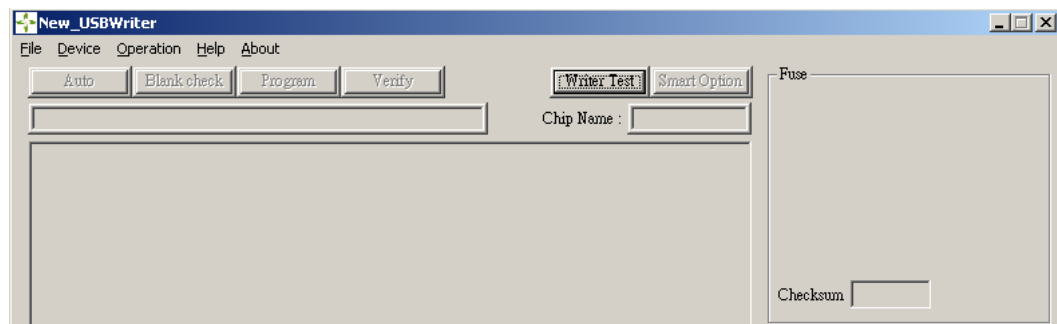 New_USBWriter
File Device Operation Help About
Auto Blank check Program Verify Writer Test Smart Option
Fuse
Chip Name :
Checksum